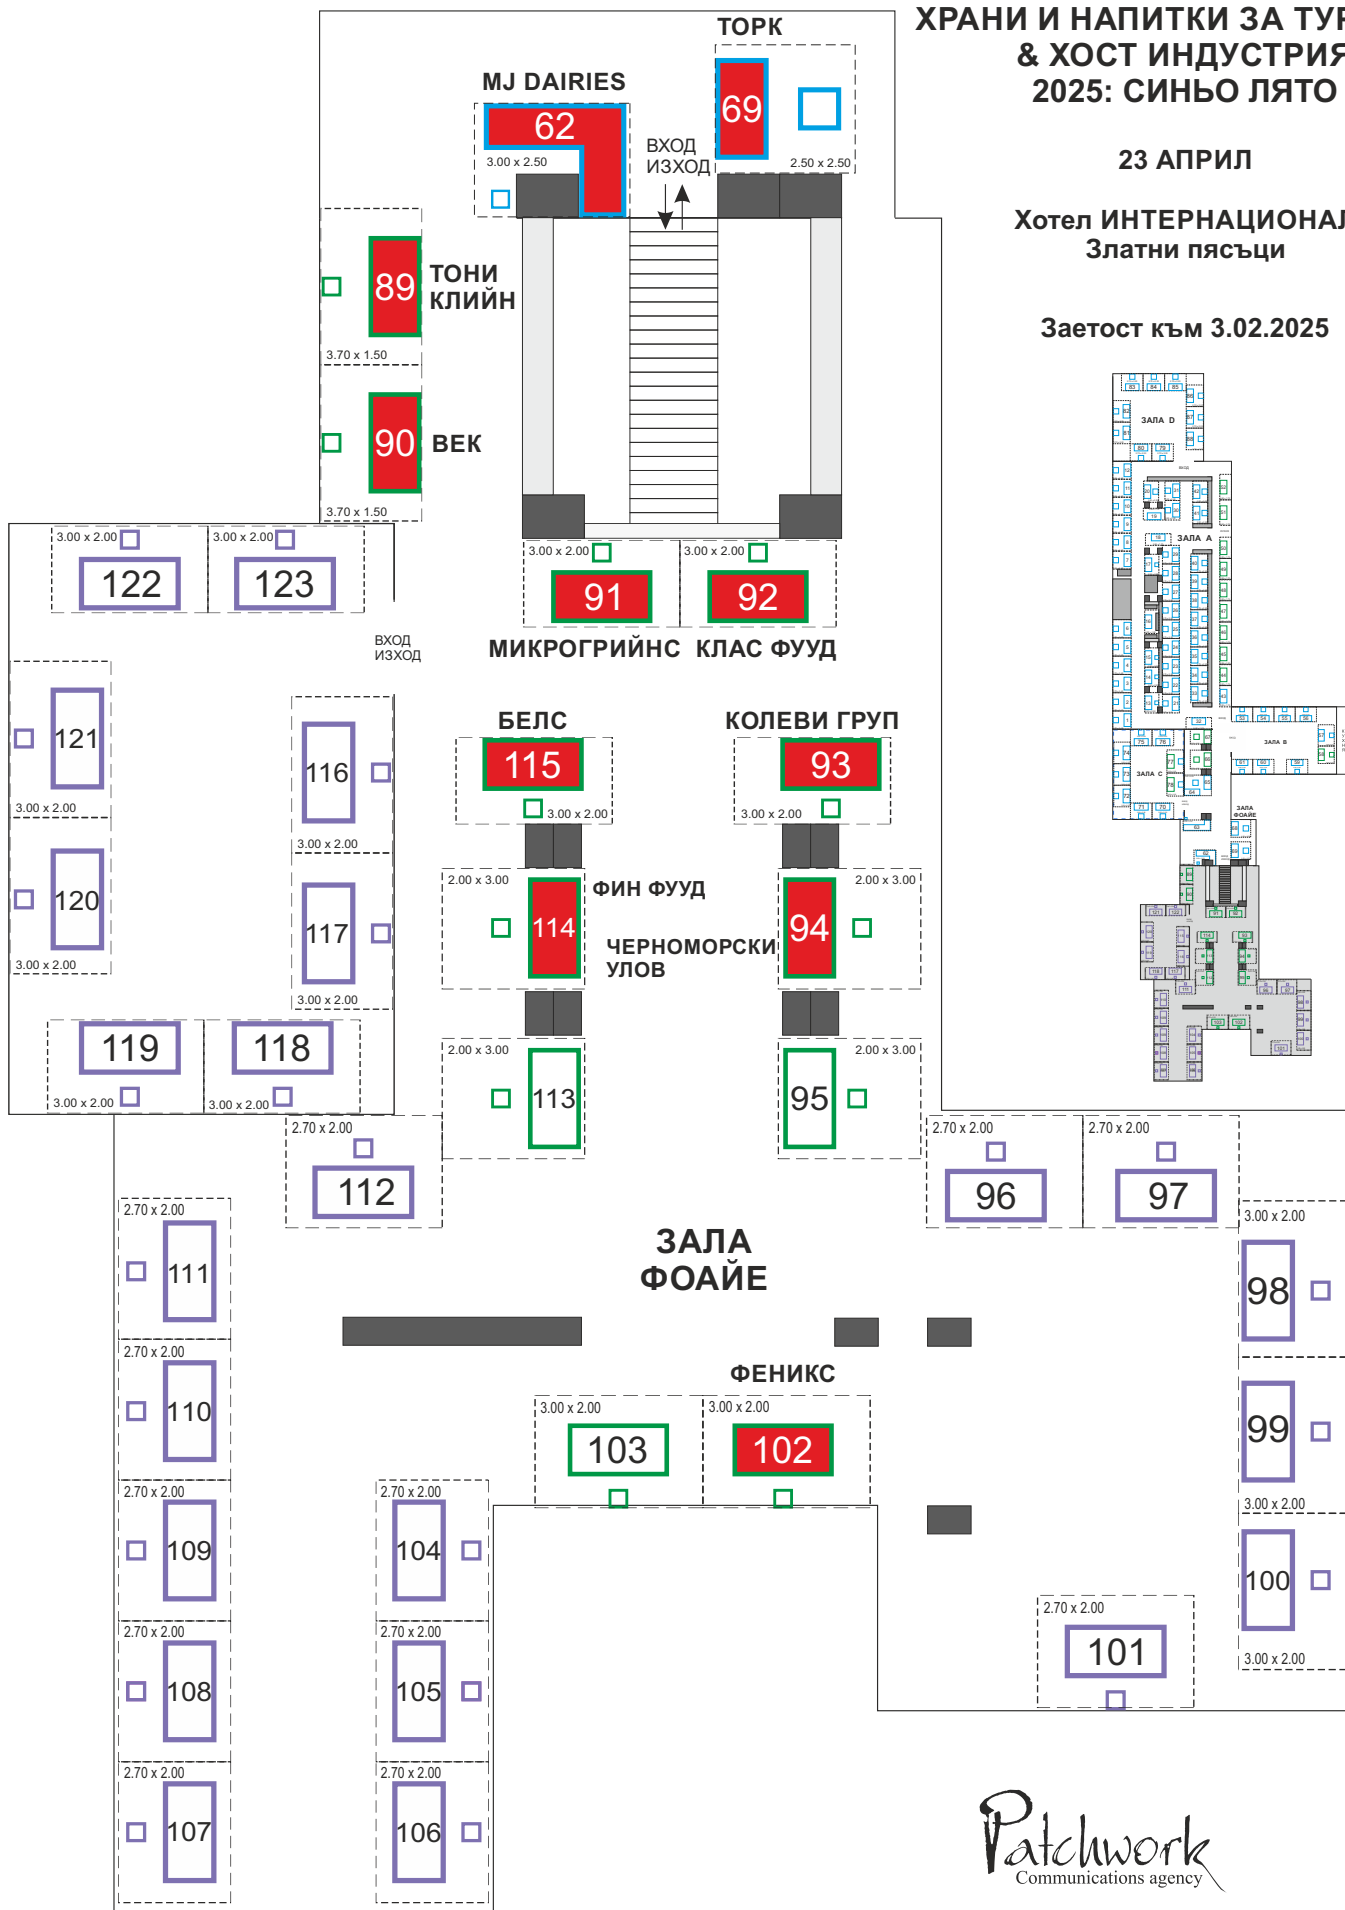 ХРАНИ И НАПИТКИ ЗА ТУР
& ХОСТ ИНДУСТРИЯ
2025: СИНЬО ЛЯТО
23 АПРИЛ
Хотел ИНТЕРНАЦИОНАЛ
Златни пясъци
Заетост към 3.02.2025
ТОРК
69
2.50 x 2.50
MJ DAIRIES
62
3.00 x 2.50
ВХОД
ИЗХОД
89
ТОНИ
КЛИЙН
3.70 x 1.50
90
ВЕК
3.70 x 1.50
3.00 x 2.00
122
3.00 x 2.00
123
3.00 x 2.00
91
3.00 x 2.00
92
МИКРОГРИЙНС
КЛАС ФУУД
ВХОД
ИЗХОД
121
3.00 x 2.00
120
3.00 x 2.00
116
3.00 x 2.00
117
3.00 x 2.00
119
3.00 x 2.00
118
3.00 x 2.00
БЕЛС
115
3.00 x 2.00
КОЛЕВИ ГРУП
93
3.00 x 2.00
2.00 x 3.00
114
ФИН ФУУД
ЧЕРНОМОРСКИ
УЛОВ
94
2.00 x 3.00
2.00 x 3.00
113
95
2.00 x 3.00
2.70 x 2.00
112
2.70 x 2.00
96
2.70 x 2.00
97
ЗАЛА
ФОАЙЕ
2.70 x 2.00
111
2.70 x 2.00
110
2.70 x 2.00
109
2.70 x 2.00
108
2.70 x 2.00
107
2.70 x 2.00
104
2.70 x 2.00
105
2.70 x 2.00
106
ФЕНИКС
3.00 x 2.00
103
3.00 x 2.00
102
3.00 x 2.00
98
99
3.00 x 2.00
100
3.00 x 2.00
2.70 x 2.00
101
ЗАЛА D
ЗАЛА A
ЗАЛА B
ЗАЛА C
ЗАЛА
ФОАЙЕ
Patchwork
Communications agency